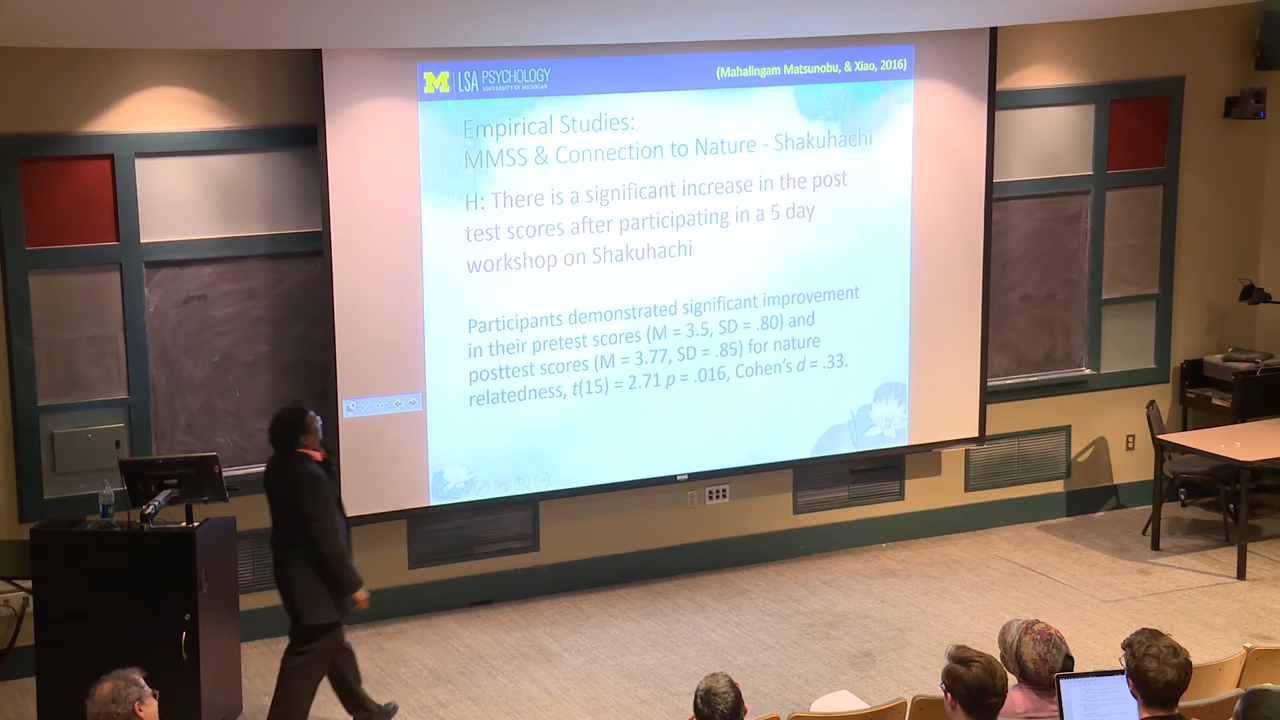 M LSA PSYCHOLOGY
UNIVERSITY OF MICHIGAN
(Mahalingam Matsunobu, & Xiao, 2016)
Empirical Studies:
MMSS & Connection to Nature - Shakuhachi
H: There is a significant increase in the post
test scores after participating in a 5 day
workshop on Shakuhachi
Participants demonstrated significant improvement
in their pretest scores (M = 3.5, SD = .80) and
posttest scores (M = 3.77, SD = .85) for nature
relatedness, t(15) = 2.71 p = .016, Cohen's d = .33.